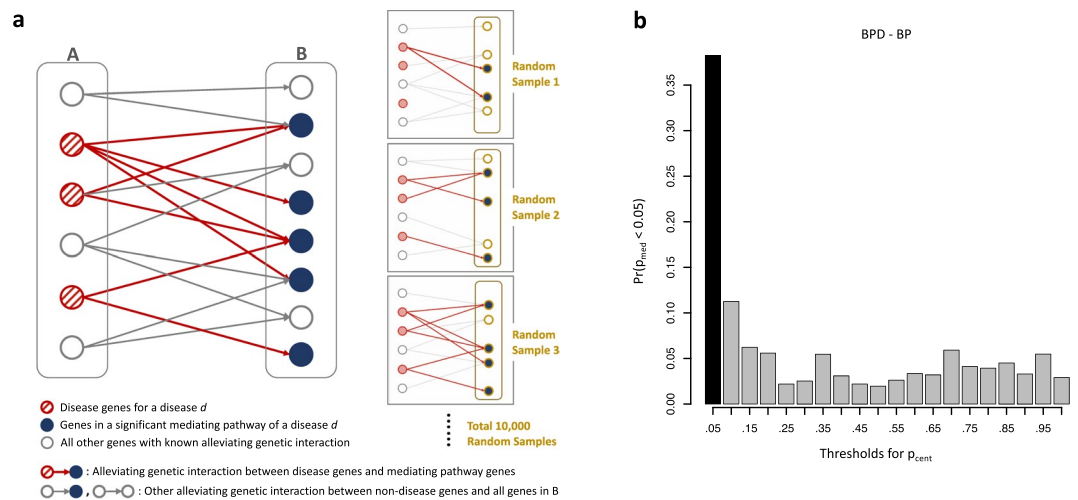 a
A
B
Random
Sample 1
Random
Sample 2
Random
Sample 3
Total 10,000
Random Samples
Disease genes for a disease d
Genes in a significant mediating pathway of a disease d
All other genes with known alleviating genetic interaction
: Alleviating genetic interaction between disease genes and mediating pathway genes
, : Other alleviating genetic interaction between non-disease genes and all genes in B
b
BPD - BP
Pr(pmed < 0.05)
0.35
0.30
0.25
0.20
0.15
0.10
0.05
0.00
.05 .15 .25 .35 .45 .55 .65 .75 .85 .95
Thresholds for pcent